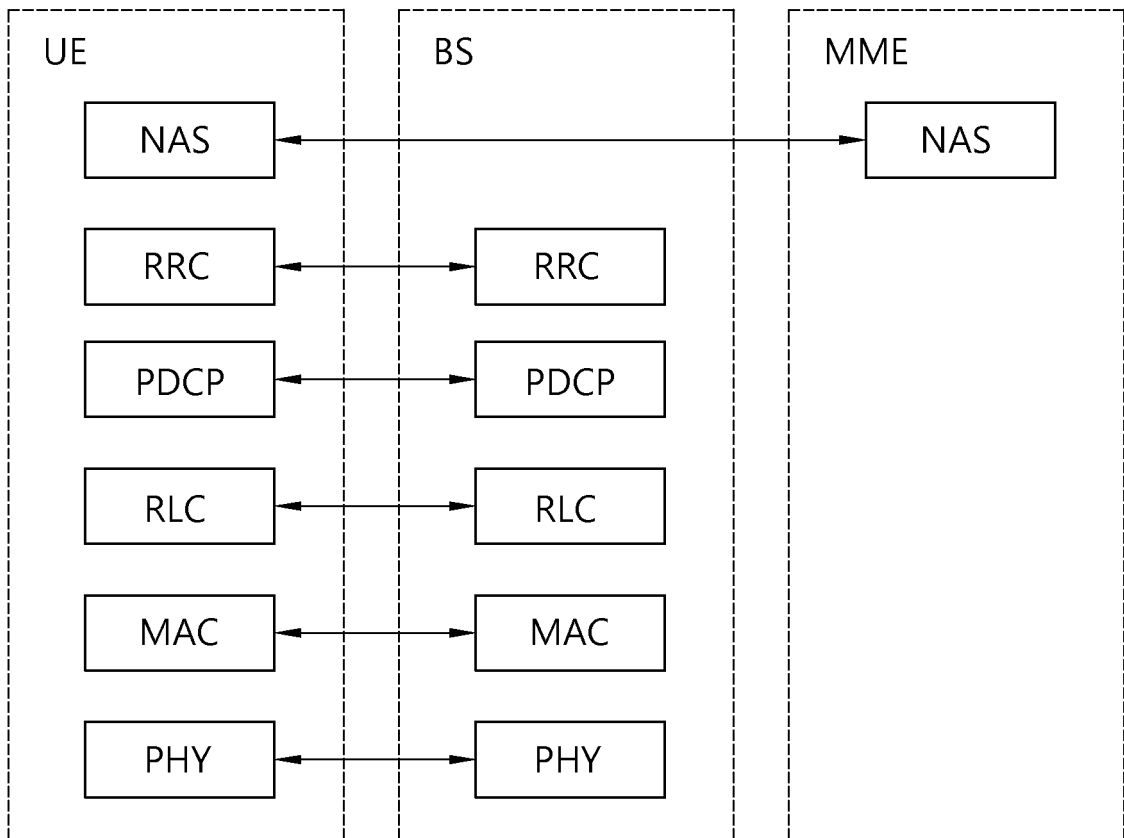 UE BS MME
NAS NAS
RRC RRC
PDCP PDCP
RLC RLC
MAC MAC
PHY PHY